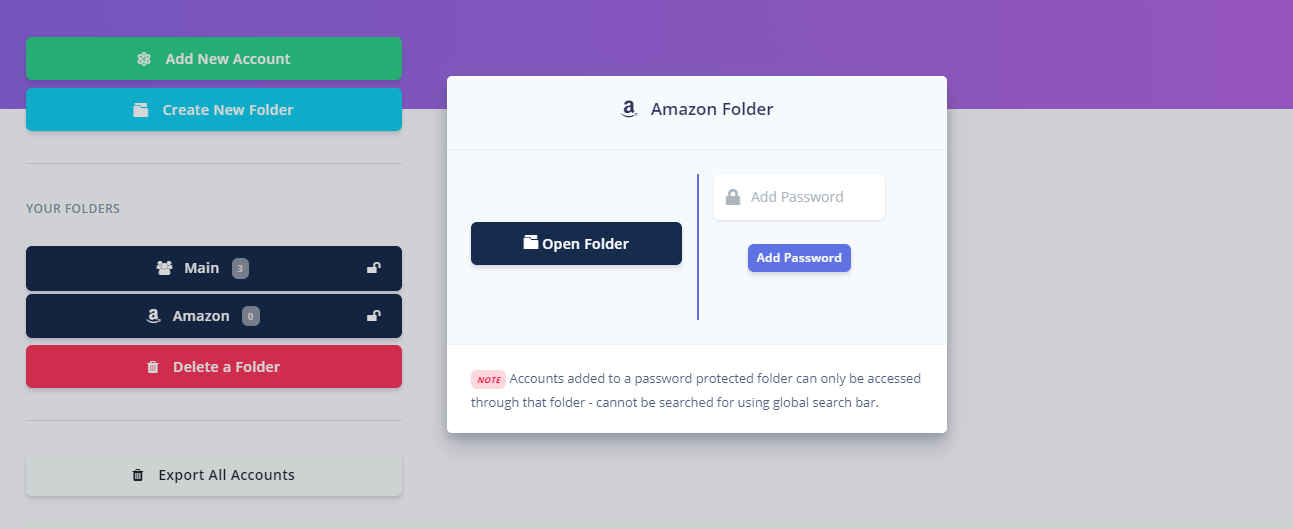 Add New Account
Create New Folder
YOUR FOLDERS
Main 3
Amazon 0
Delete a Folder
Export All Accounts
Amazon Folder
Open Folder
Add Password
Add Password
NOTE Accounts added to a password protected folder can only be accessed
through that folder - cannot be searched for using global search bar.